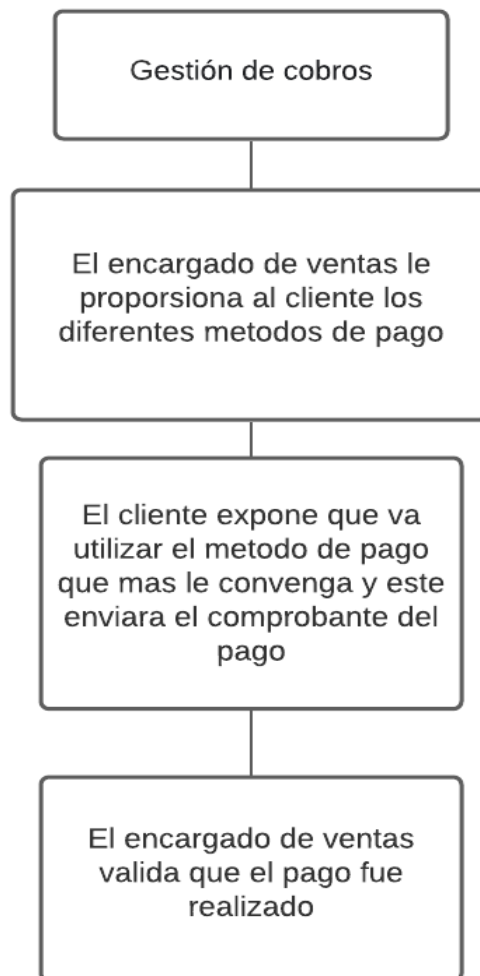 Gestión de cobros
El encargado de ventas le
proporsiona al cliente los
diferentes metodos de pago
El cliente expone que va
utilizar el metodo de pago
que mas le convenga y este
enviara el comprobante del
pago
El encargado de ventas
valida que el pago fue
realizado